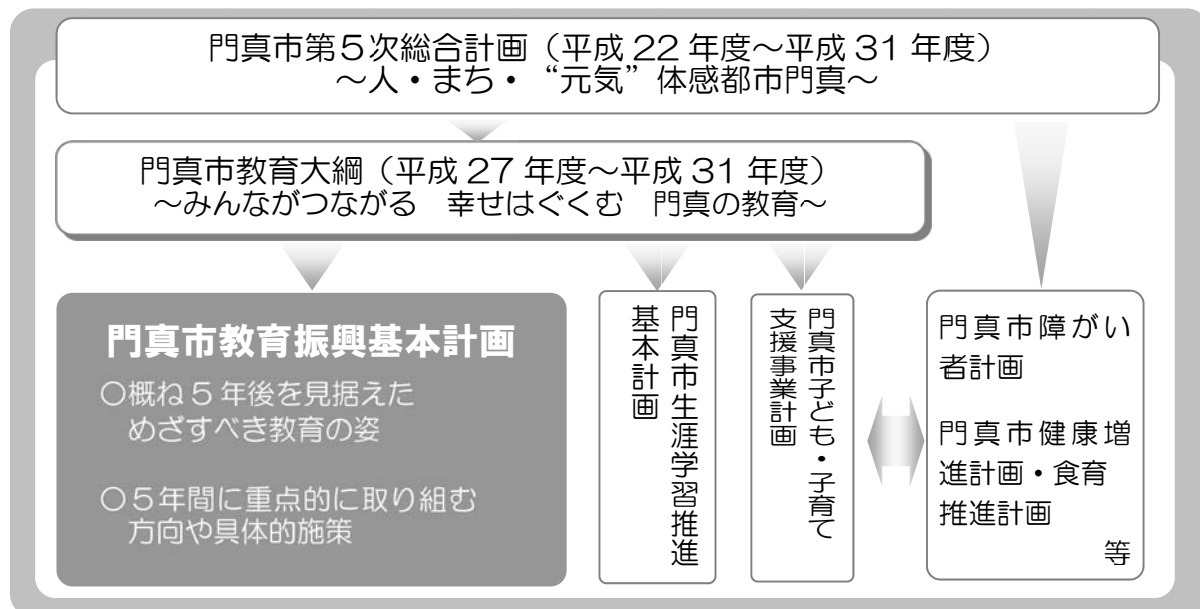 門真市第５次総合計画（平成 22 年度～平成 31 年度）
～人・まち・“元気”体感都市門真～
門真市教育大綱（平成 27 年度～平成 31 年度）
～みんながつながる　幸せはぐくむ　門真の教育～
門真市教育振興基本計画
○概ね５年後を見据えた
めざすべき教育の姿
○５年間に重点的に取り組む
方向や具体的施策
門真市生涯学習推進
基本計画
門真市子ども・子育て
支援事業計画
門真市障がい
者計画
門真市健康増
進計画・食育
推進計画
等